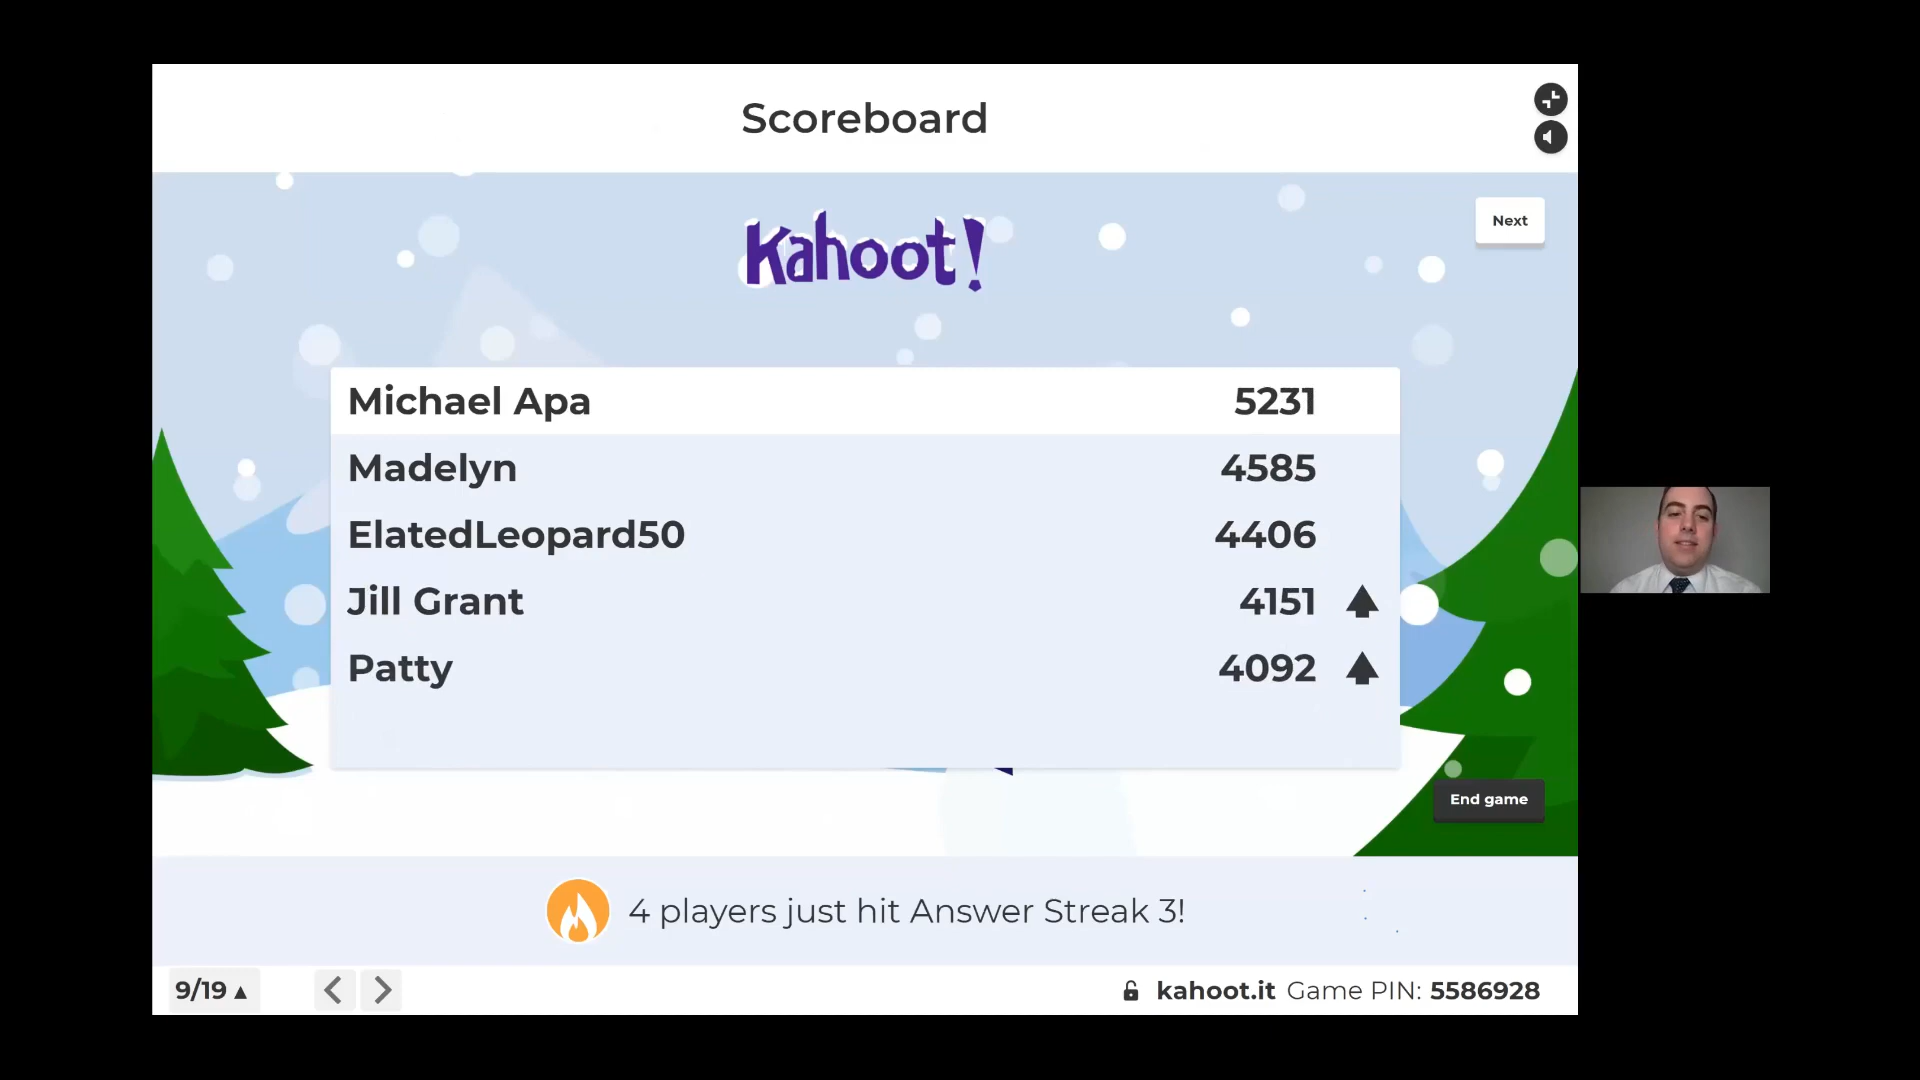 Scoreboard
Kahoot!
Next
Michael Apa 5231
Madelyn 4585
ElatedLeopard50 4406
Jill Grant 4151
Patty 4092
End game
4 players just hit Answer Streak 3!
9/19 ▲
kahoot.it Game PIN: 5586928